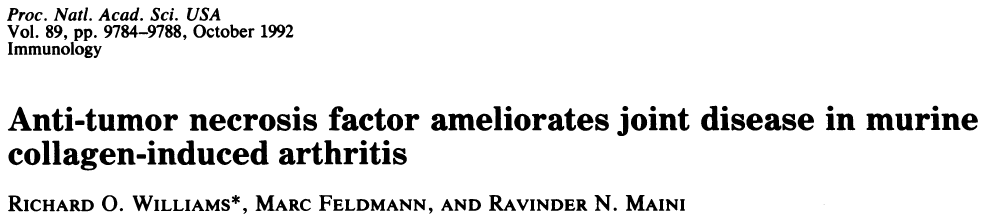 Proc. Natl. Acad. Sci. USA
Vol. 89, pp. 9784–9788, October 1992
Immunology
Anti-tumor necrosis factor ameliorates joint disease in murine
collagen-induced arthritis
RICHARD O. WILLIAMS*, MARC FELDMANN, AND RAVINDER N. MAINI